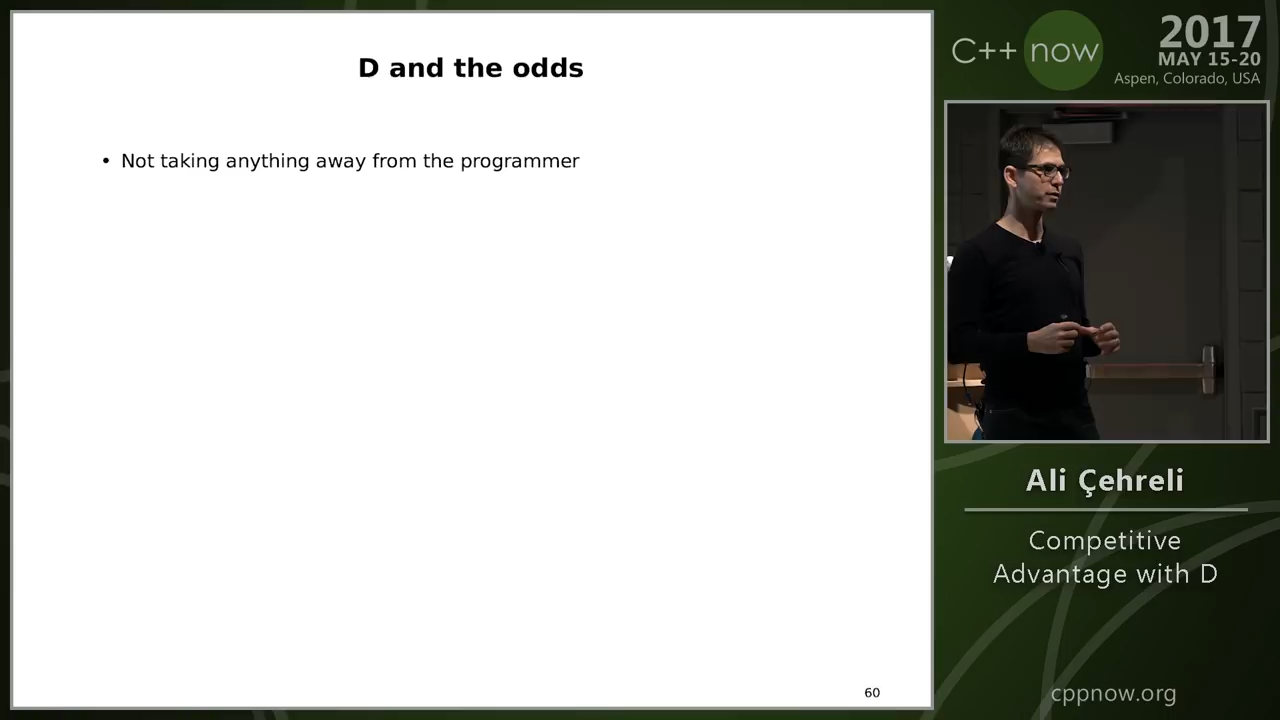 D and the odds
• Not taking anything away from the programmer
60
C++ now
2017
MAY 15-20
Aspen, Colorado, USA
Ali Çehreli
Competitive
Advantage with D
cppnow.org